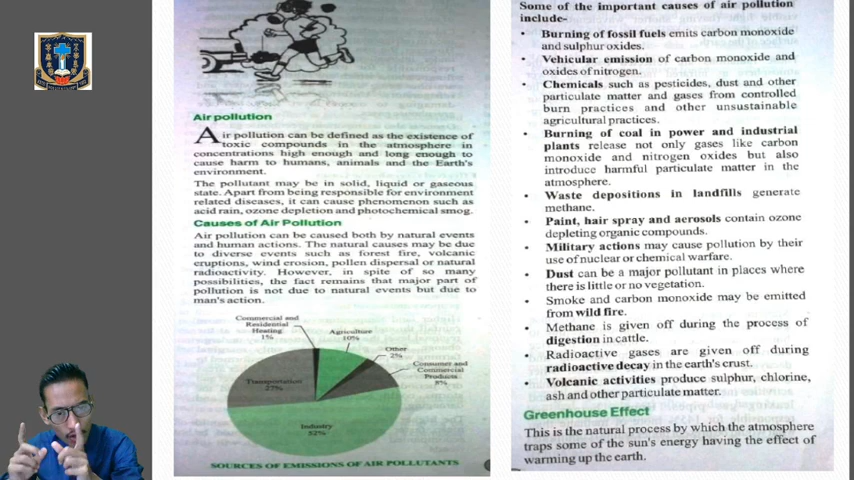 Air pollution
Air pollution can be defined as the existence of
toxic compounds in the atmosphere in
concentrations high enough and long enough to
cause harm to humans, animals and the Earth's
environment.
The pollutant may be in solid, liquid or gaseous
state. Apart from being responsible for environment
related diseases, it can cause phenomenon such as
acid rain, ozone depletion and photochemical smog.
Causes of Air Pollution
Air pollution can be caused both by natural events
and human actions. The natural causes may be due
to diverse events such as forest fire, volcanic
eruptions, wind erosion, pollen dispersal or natural
radioactivity. However, in spite of so many
possibilities, the fact remains that major part of
pollution is not due to natural events but due to
man's action.
Commercial and
Residential
Heating
1%
Agriculture
10%
Other
2%
Consumer and
Commercial
Products
8%
Transportation
27%
Industry
52%
SOURCES OF EMISSIONS OF AIR POLLUTANTS
Some of the important causes of air pollution
include-
• Burning of fossil fuels emits carbon monoxide
and sulphur oxides.
• Vehicular emission of carbon monoxide and
oxides of nitrogen.
• Chemicals such as pesticides, dust and other
particulate matter and gases from controlled
burn practices and other unsustainable
agricultural practices.
• Burning of coal in power and industrial
plants release not only gases like carbon
monoxide and nitrogen oxides but also
introduce harmful particulate matter in the
atmosphere.
• Waste depositions in landfills generate
methane.
• Paint, hair spray and aerosols contain ozone
depleting organic compounds.
• Military actions may cause pollution by their
use of nuclear or chemical warfare.
• Dust can be a major pollutant in places where
there is little or no vegetation.
• Smoke and carbon monoxide may be emitted
from wild fire.
• Methane is given off during the process of
digestion in cattle.
• Radioactive gases are given off during
radioactive decay in the earth's crust.
• Volcanic activities produce sulphur, chlorine,
ash and other particulate matter.
Greenhouse Effect
This is the natural process by which the atmosphere
traps some of the sun's energy having the effect of
warming up the earth.